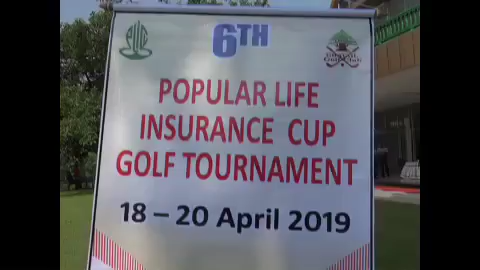 6TH
POPULAR LIFE
INSURANCE CUP
GOLF TOURNAMENT
18 – 20 April 2019